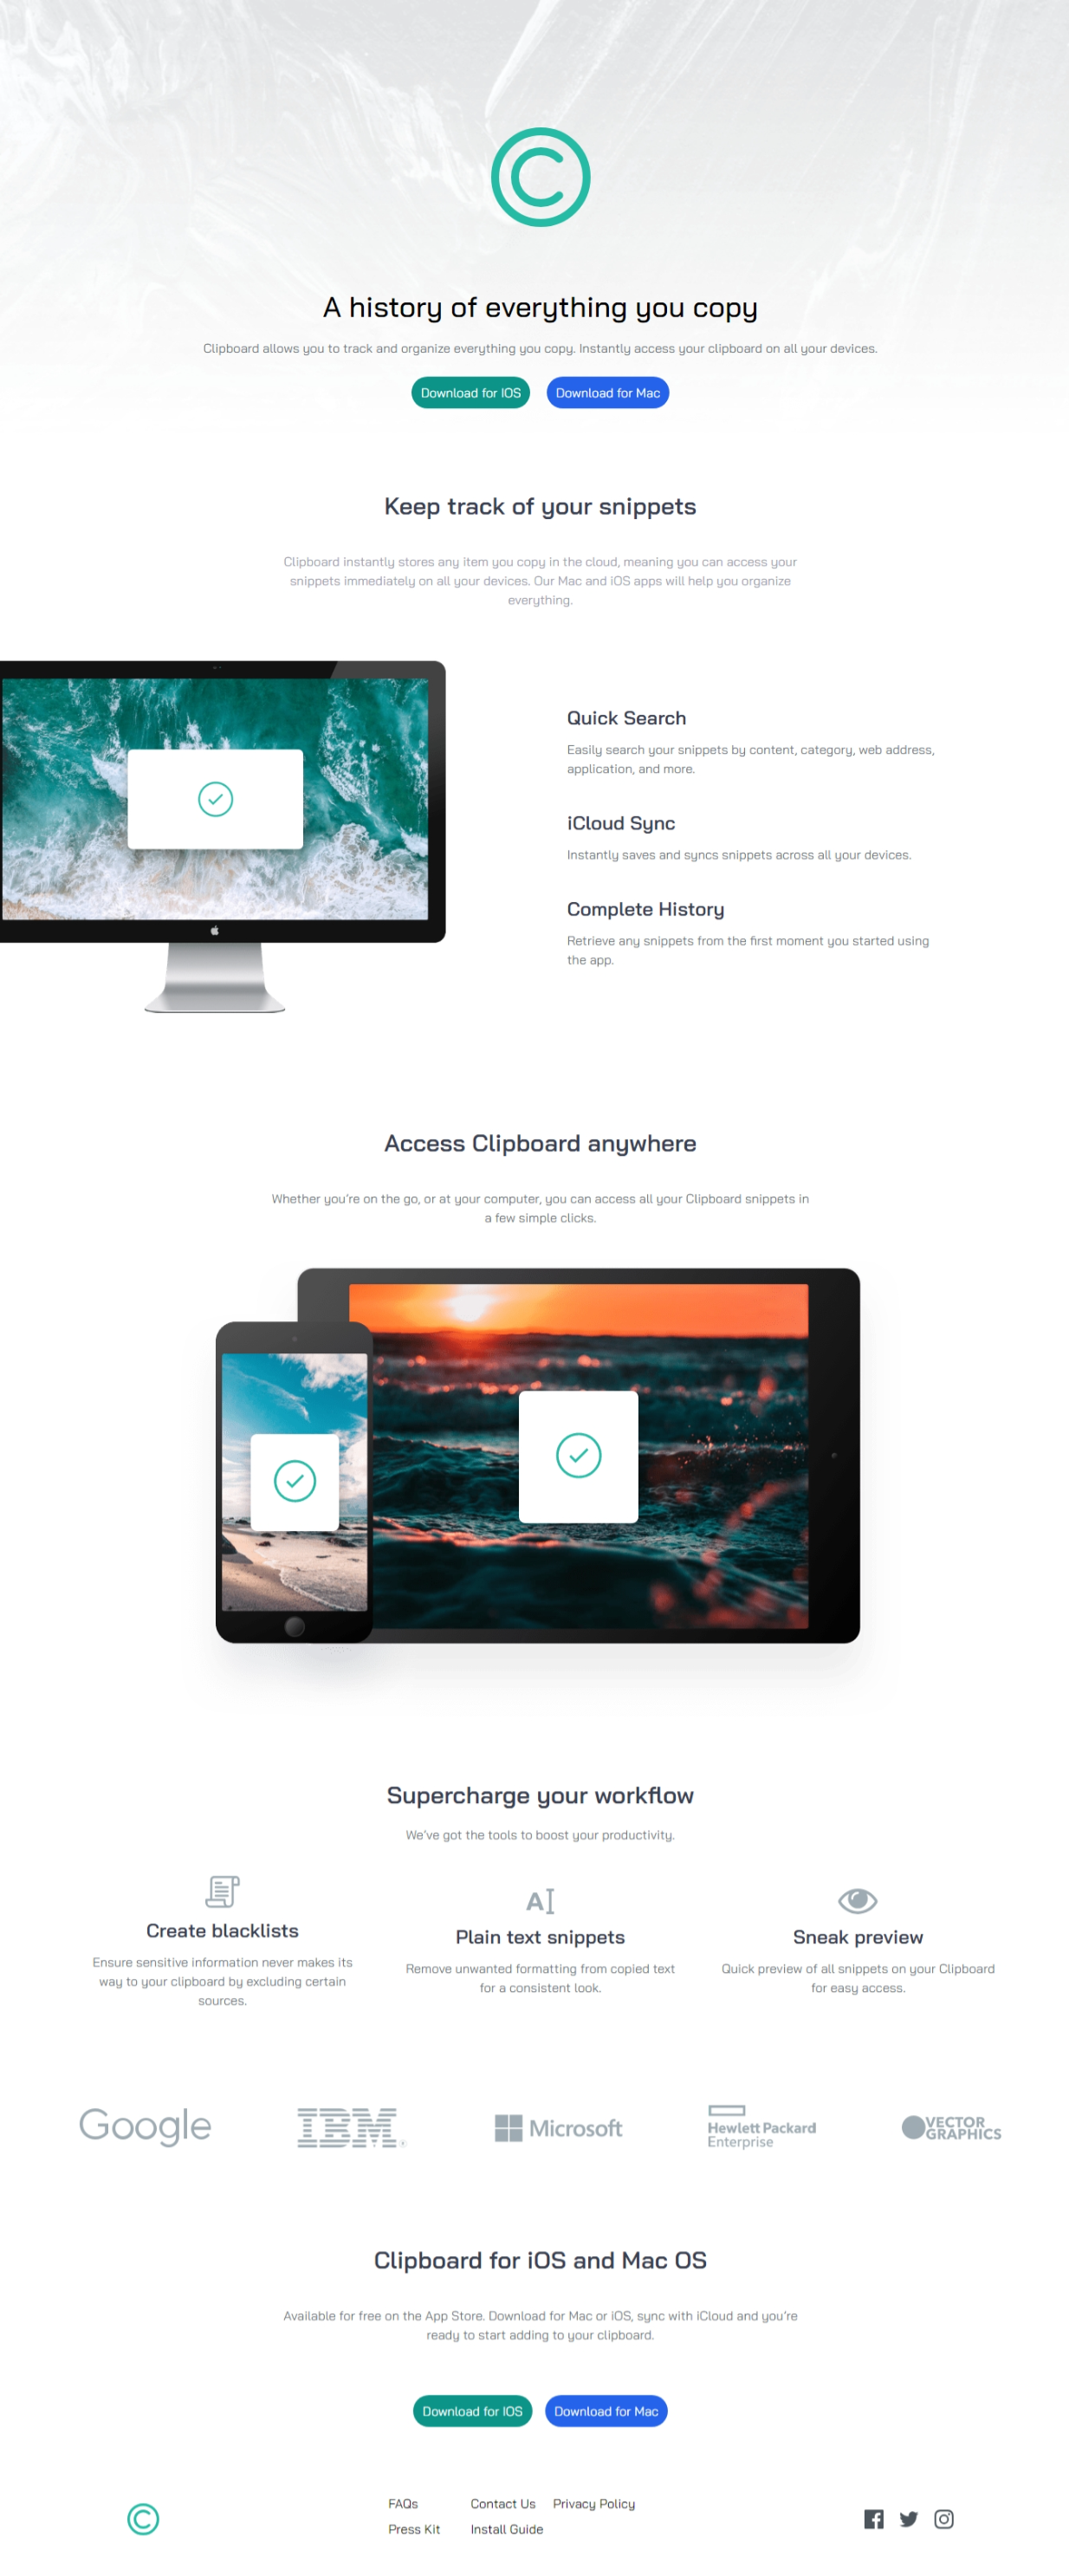 A history of everything you copy
Clipboard allows you to track and organize everything you copy. Instantly access your clipboard on all your devices.
Download for IOS
Download for Mac
Keep track of your snippets
Clipboard instantly stores any item you copy in the cloud, meaning you can access your
snippets immediately on all your devices. Our Mac and iOS apps will help you organize
everything.
Quick Search
Easily search your snippets by content, category, web address,
application, and more.
iCloud Sync
Instantly saves and syncs snippets across all your devices.
Complete History
Retrieve any snippets from the first moment you started using
the app.
Access Clipboard anywhere
Whether you're on the go, or at your computer, you can access all your Clipboard snippets in
a few simple clicks.
Supercharge your workflow
We've got the tools to boost your productivity.
Create blacklists
Ensure sensitive information never makes its
way to your clipboard by excluding certain
sources.
Plain text snippets
Remove unwanted formatting from copied text
for a consistent look.
Sneak preview
Quick preview of all snippets on your Clipboard
for easy access.
Google
IBM®
Microsoft
Hewlett Packard
Enterprise
VECTOR
GRAPHICS
Clipboard for iOS and Mac OS
Available for free on the App Store. Download for Mac or iOS, sync with iCloud and you're
ready to start adding to your clipboard.
Download for IOS
Download for Mac
FAQs
Contact Us
Privacy Policy
Press Kit
Install Guide